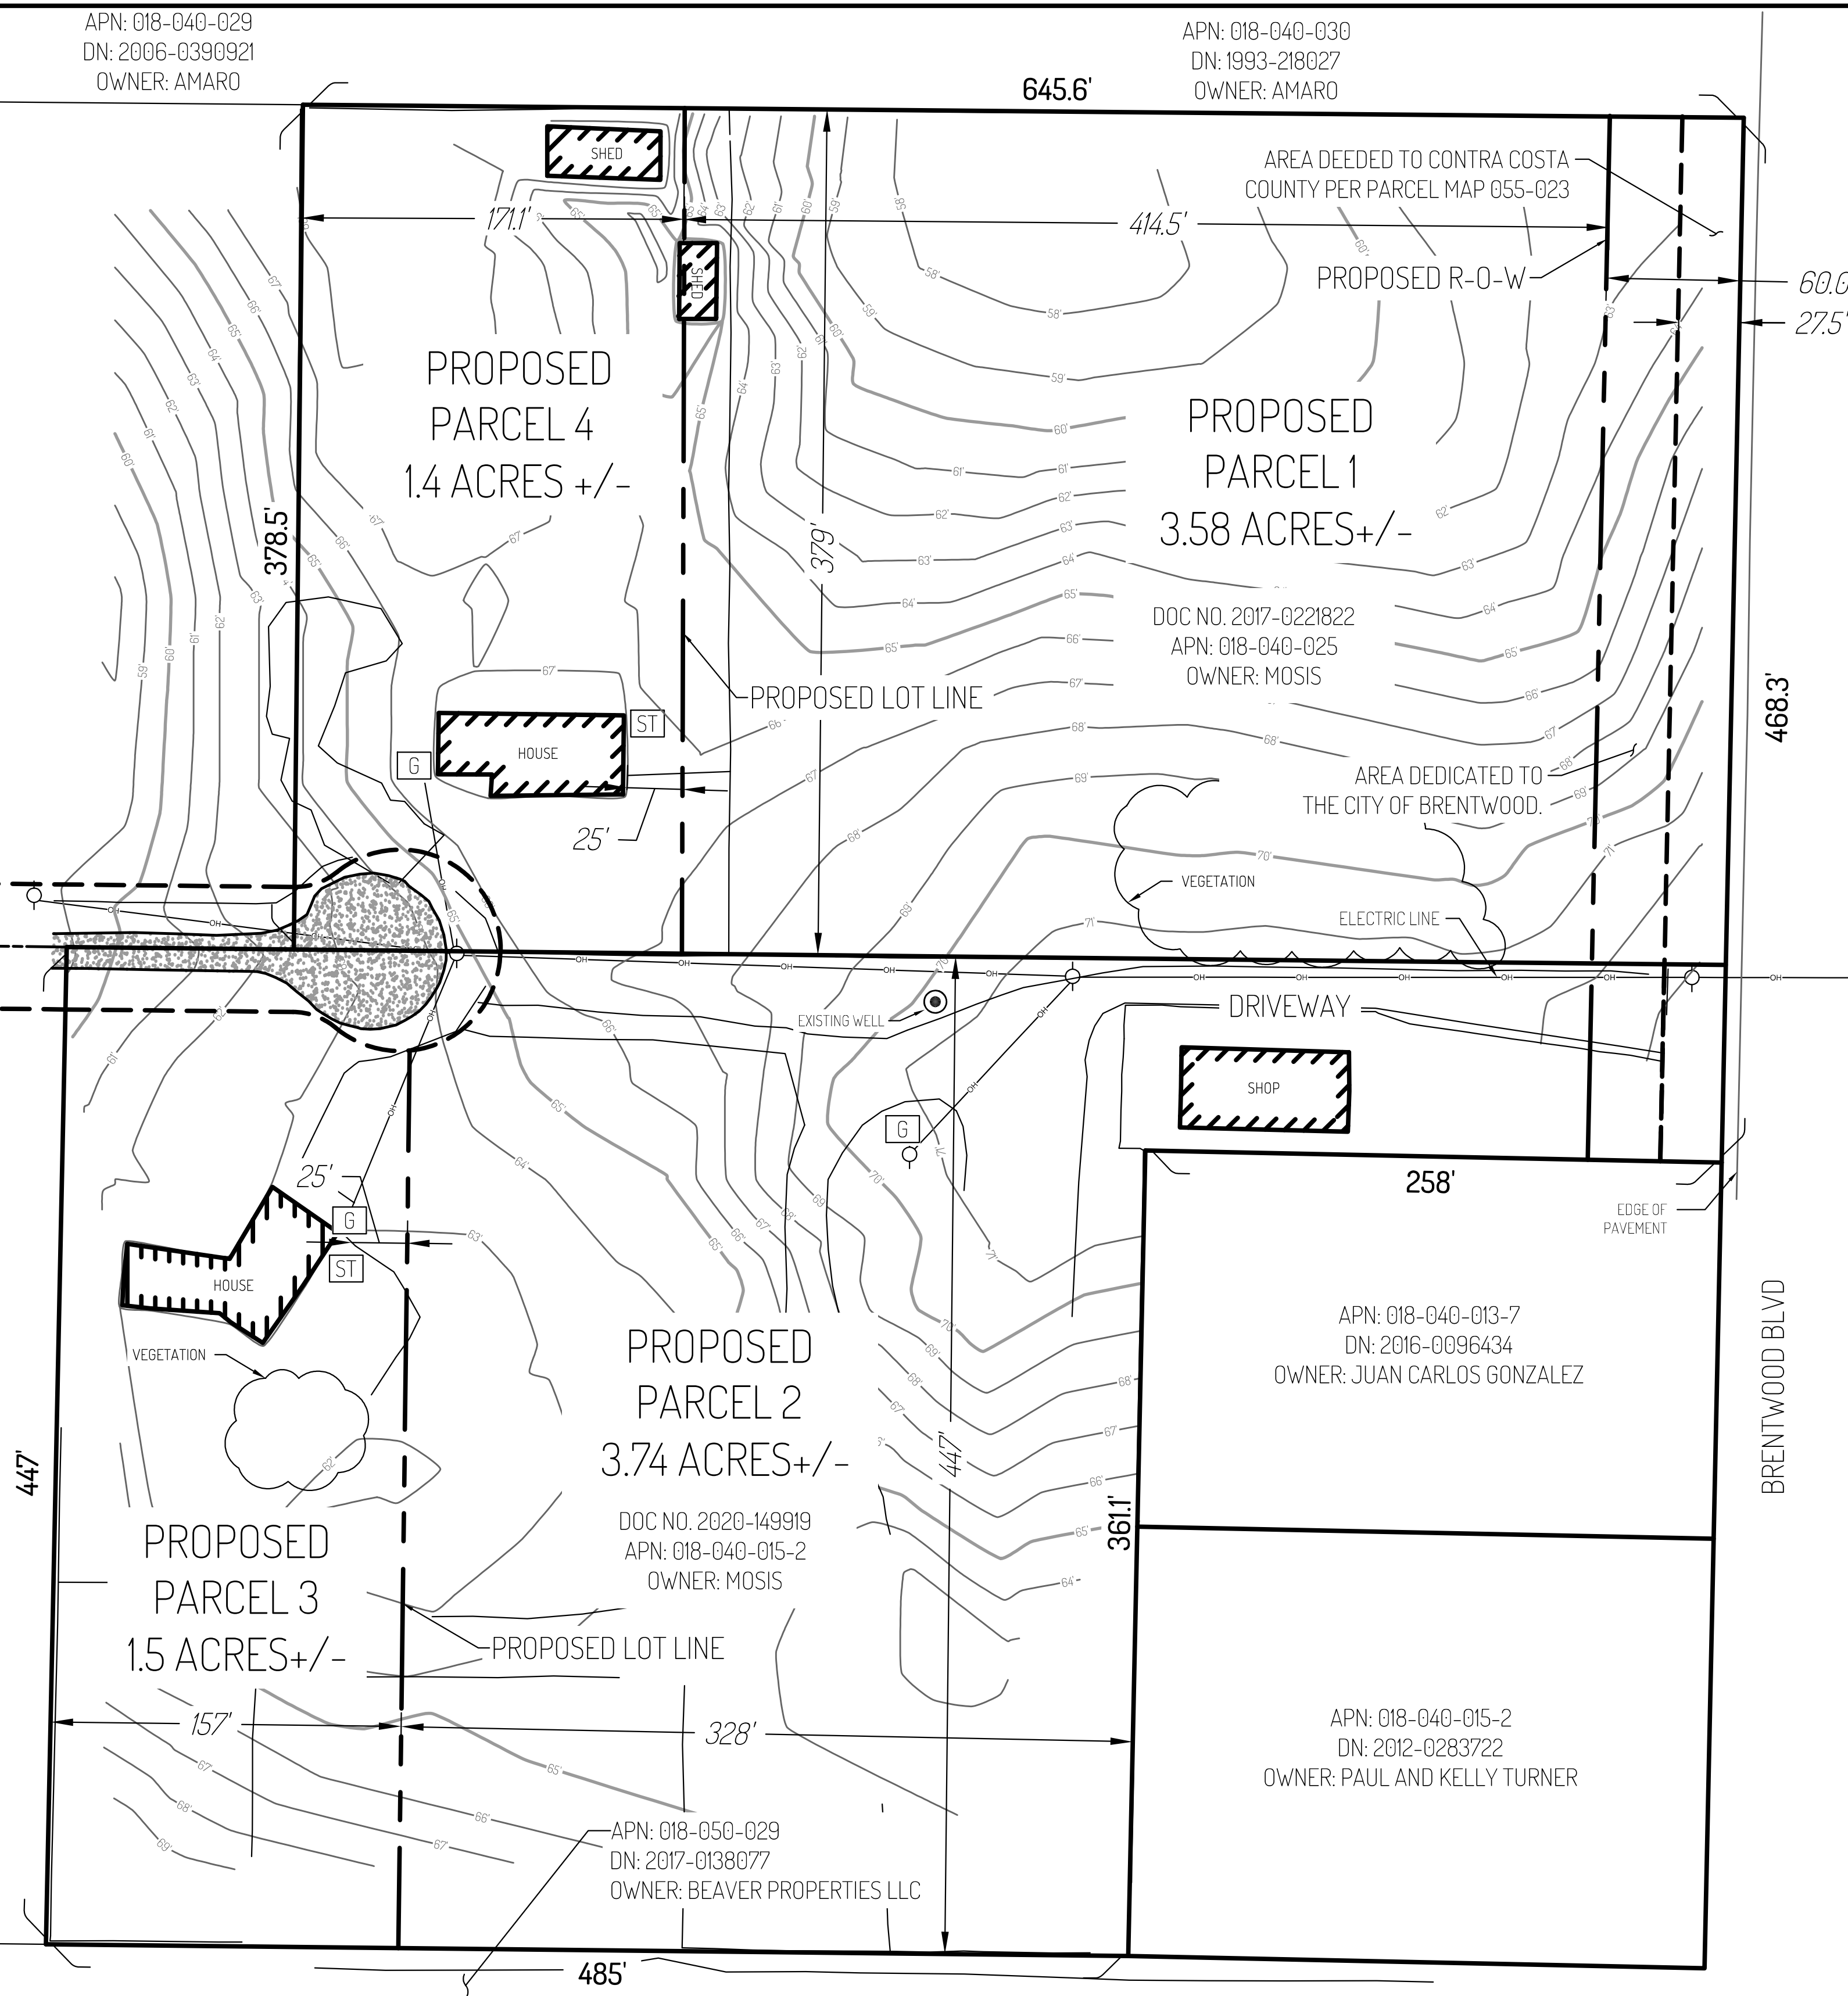 APN: 018-040-029
DN: 2006-0390921
OWNER: AMARO
APN: 018-040-030
DN: 1993-218027
OWNER: AMARO
645.6'
SHED
AREA DEEDED TO CONTRA COSTA
COUNTY PER PARCEL MAP 055-023
171.1'
414.5'
SHED
PROPOSED R-O-W
60.0
27.5'
PROPOSED
PARCEL 4
1.4 ACRES +/-
PROPOSED
PARCEL 1
3.58 ACRES+/-
378.5'
379'
DOC NO. 2017-0221822
APN: 018-040-025
OWNER: MOSIS
PROPOSED LOT LINE
468.3'
ST
HOUSE
G
25'
AREA DEDICATED TO
THE CITY OF BRENTWOOD.
VEGETATION
ELECTRIC LINE
OH
EXISTING WELL
DRIVEWAY
SHOP
G
25'
G
ST
HOUSE
258'
EDGE OF
PAVEMENT
VEGETATION
BRENTWOOD BLVD
APN: 018-040-013-7
DN: 2016-0096434
OWNER: JUAN CARLOS GONZALEZ
PROPOSED
PARCEL 2
3.74 ACRES+/-
447'
447'
361.1'
DOC NO. 2020-149919
APN: 018-040-015-2
OWNER: MOSIS
PROPOSED
PARCEL 3
1.5 ACRES+/-
PROPOSED LOT LINE
157'
328'
APN: 018-040-015-2
DN: 2012-0283722
OWNER: PAUL AND KELLY TURNER
APN: 018-050-029
DN: 2017-0138077
OWNER: BEAVER PROPERTIES LLC
485'